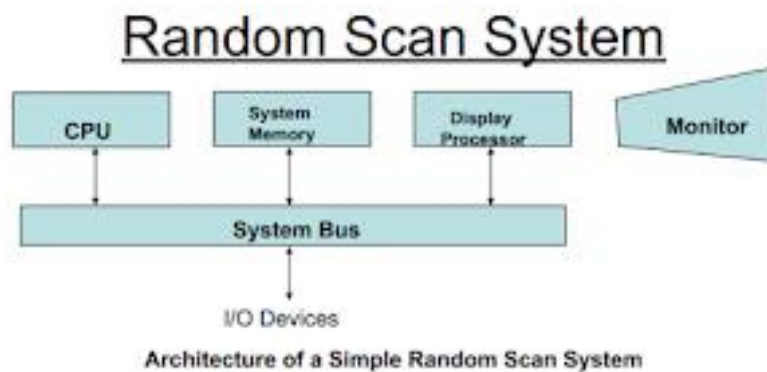 Random Scan System
CPU
System
Memory
Display
Processor
Monitor
System Bus
I/O Devices
Architecture of a Simple Random Scan System